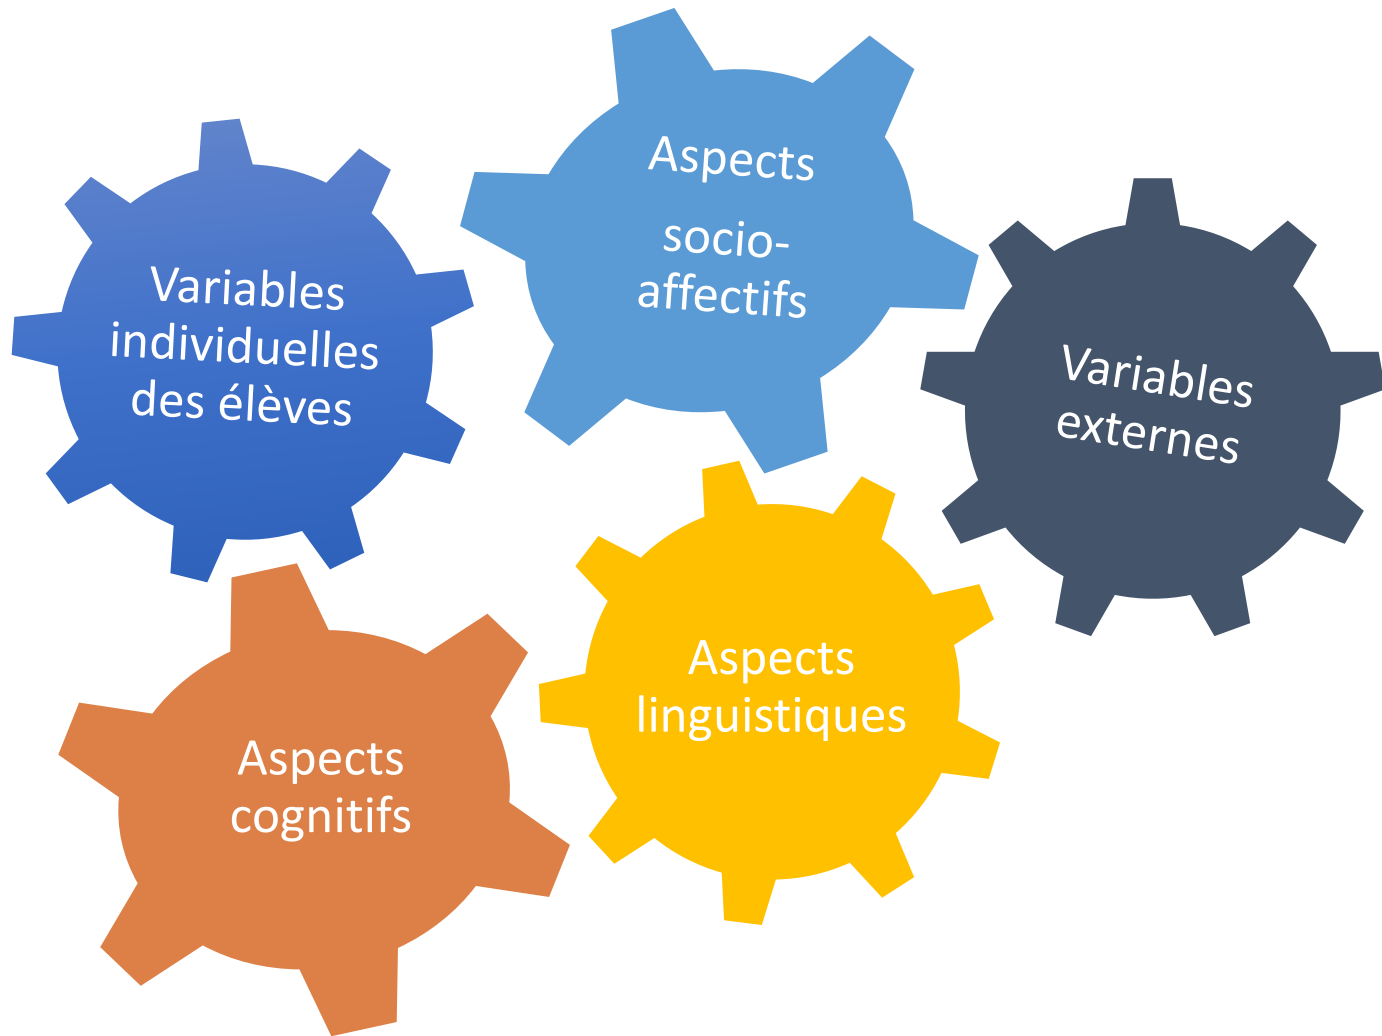 Aspects
socio-
affectifs
Variables
individuelles
des élèves
Variables
externes
Aspects
linguistiques
Aspects
cognitifs